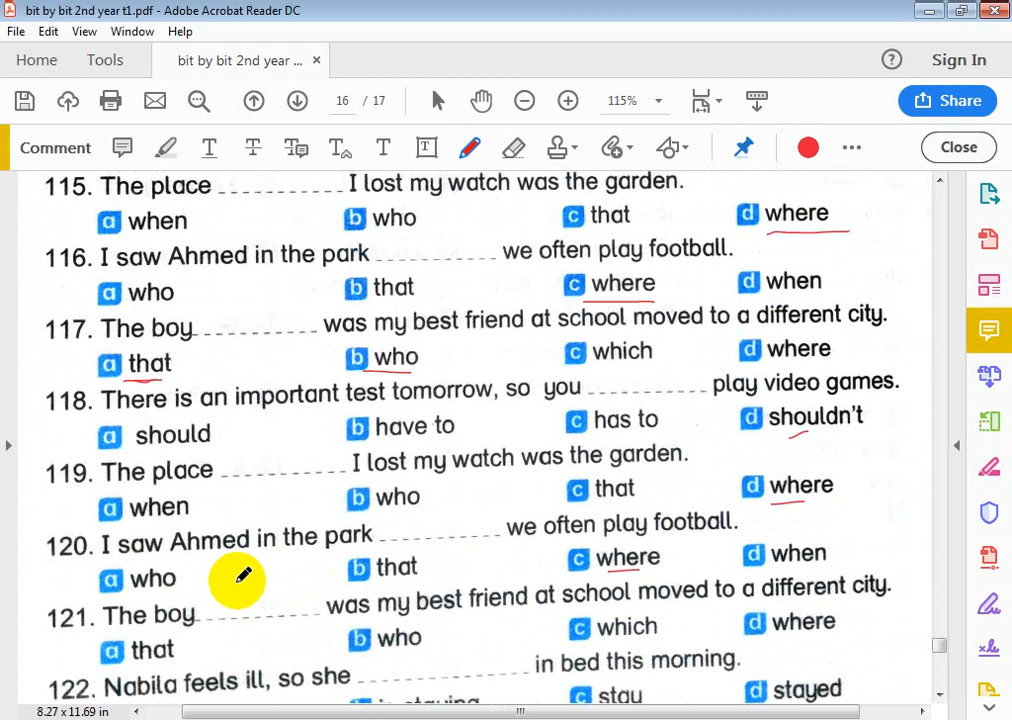 bit by bit 2nd year t1.pdf - Adobe Acrobat Reader DC
File Edit View Window Help
Home Tools bit by bit 2nd year ... × Sign In
16 / 17 115% Share
Comment Close
115. The place __________ I lost my watch was the garden.
a when b who c that d where
116. I saw Ahmed in the park __________ we often play football.
a who b that c where d when
117. The boy __________ was my best friend at school moved to a different city.
a that b who c which d where
118. There is an important test tomorrow, so you __________ play video games.
a should b have to c has to d shouldn't
119. The place __________ I lost my watch was the garden.
a when b who c that d where
120. I saw Ahmed in the park __________ we often play football.
a who b that c where d when
121. The boy __________ was my best friend at school moved to a different city.
a that b who c which d where
122. Nabila feels ill, so she __________ in bed this morning.
is staying c stay d stayed
8.27 x 11.69 in